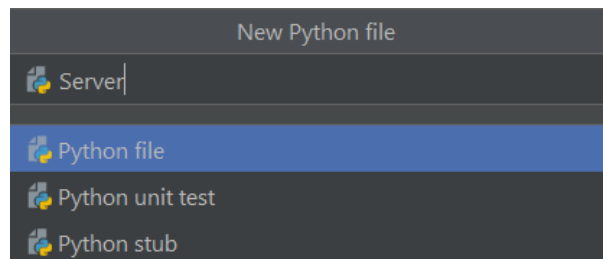 New Python file
Server
Python file
Python unit test
Python stub